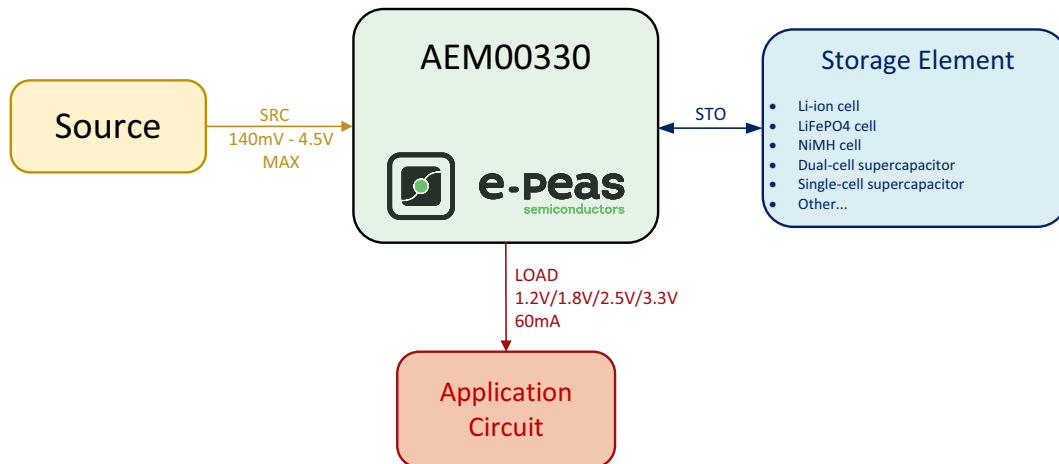 AEM00330
Source
SRC
140mV - 4.5V
MAX
e-peas
semiconductors
STO
Storage Element
• Li-ion cell
• LiFePO4 cell
• NiMH cell
• Dual-cell supercapacitor
• Single-cell supercapacitor
• Other...
LOAD
1.2V/1.8V/2.5V/3.3V
60mA
Application
Circuit